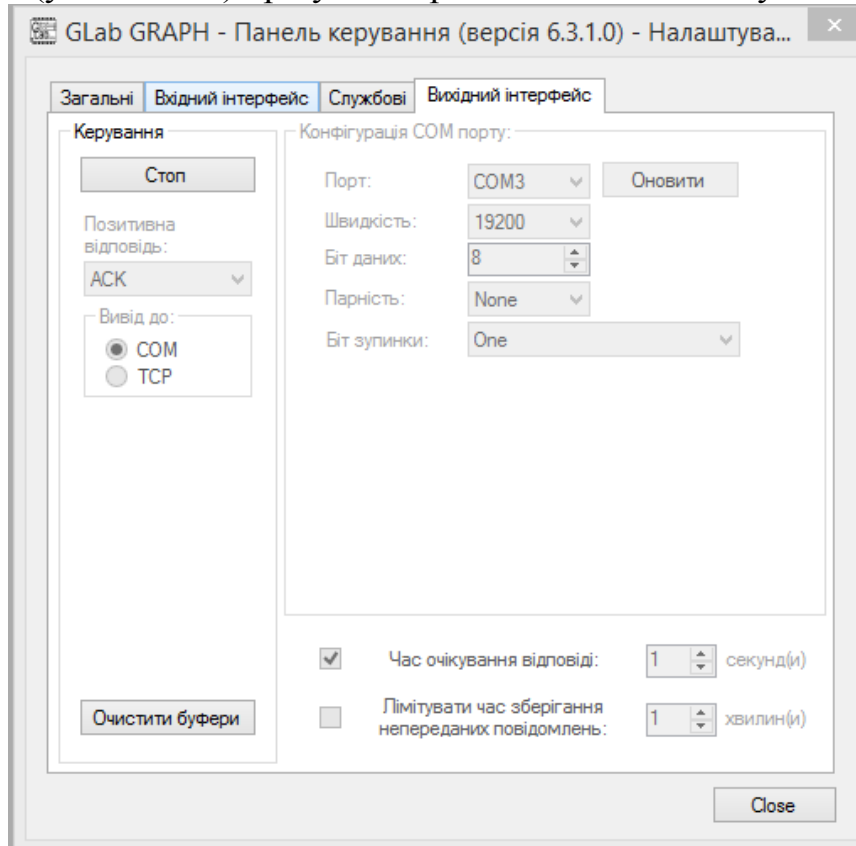 GLab GRAPH - Панель керування (версія 6.3.1.0) - Налаштува...
Загальні Вхідний інтерфейс Службові Вихідний інтерфейс
Керування
Стоп
Позитивна
відповідь:
ACK
Вивід до:
COM
TCP
Очистити буфери
Конфігурація COM порту:
Порт: COM3 Оновити
Швидкість: 19200
Біт даних: 8
Парність: None
Біт зупинки: One
Час очікування відповіді: 1 секунд(и)
Лімітувати час зберігання
непереданих повідомлень: 1 хвилин(и)
Close